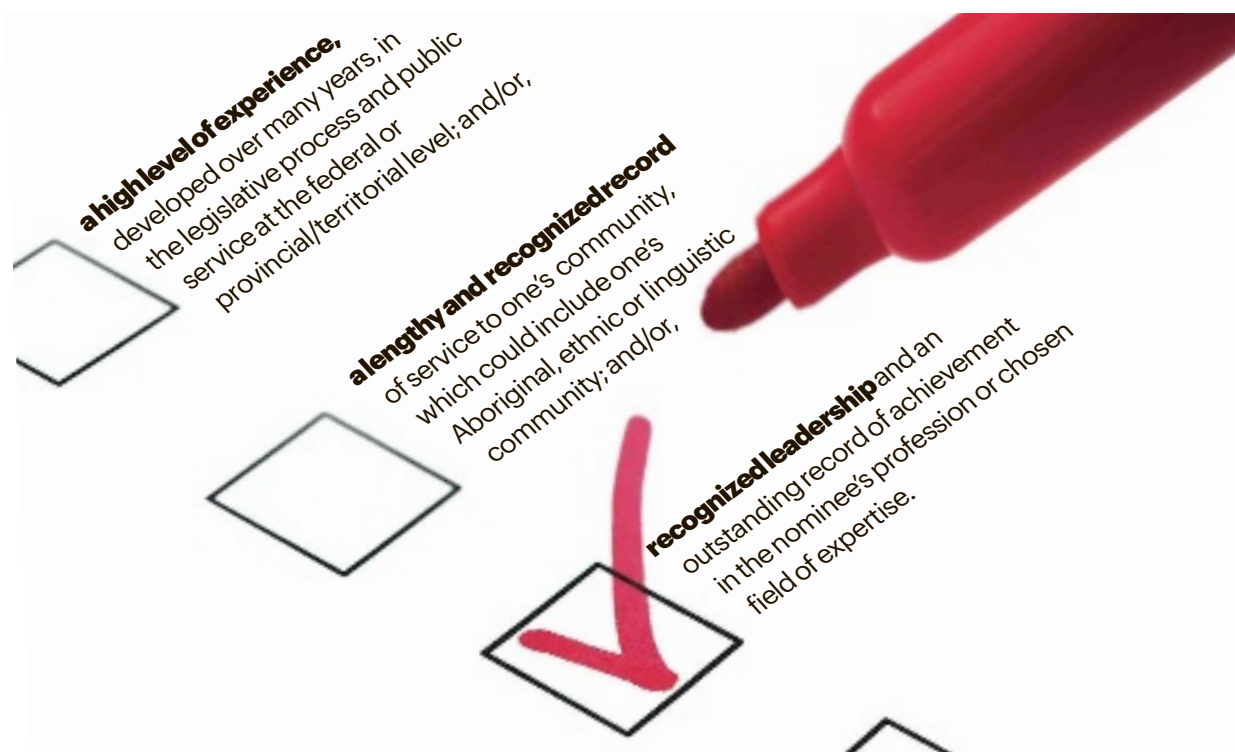 a high level of experience,
developed over many years, in
the legislative process and public
service at the federal or
provincial/territorial level; and/or,
a lengthy and recognized record
of service to one's community,
which could include one's
Aboriginal, ethnic or linguistic
community; and/or,
recognized leadership and an
outstanding record of achievement
in the nominee's profession or chosen
field of expertise.